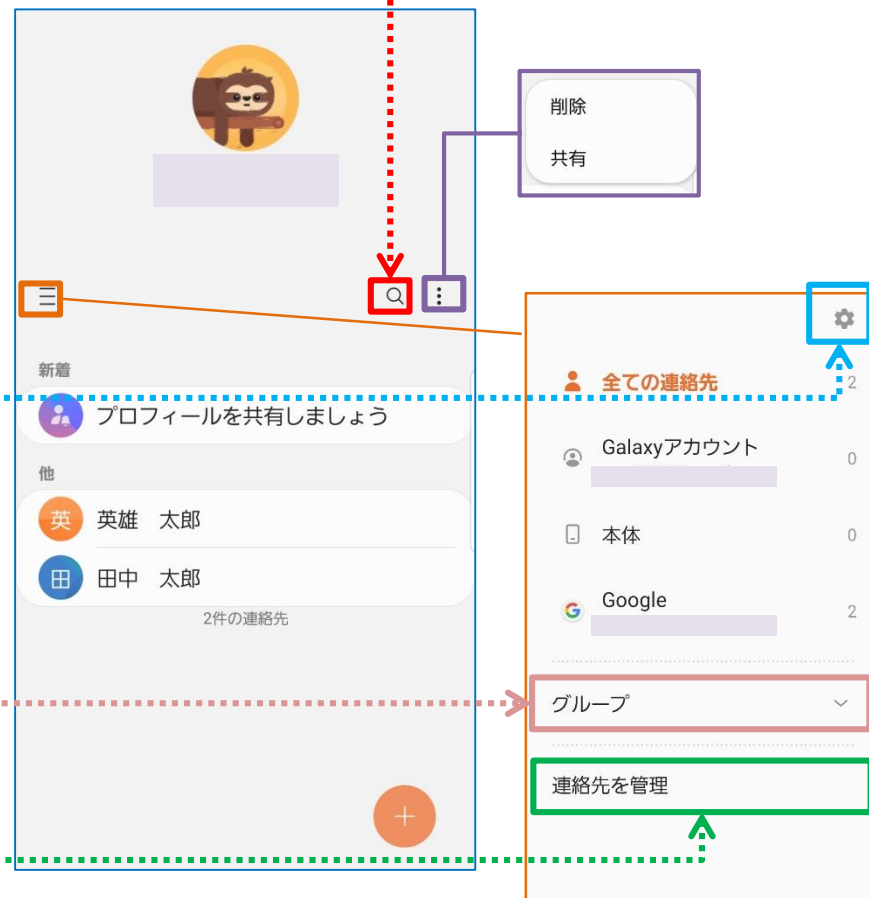 削除
共有
新着
プロフィールを共有しましょう
他
英 英雄　太郎
田 田中　太郎
2件の連絡先
全ての連絡先 2
Galaxyアカウント 0
本体 0
Google 2
グループ
連絡先を管理